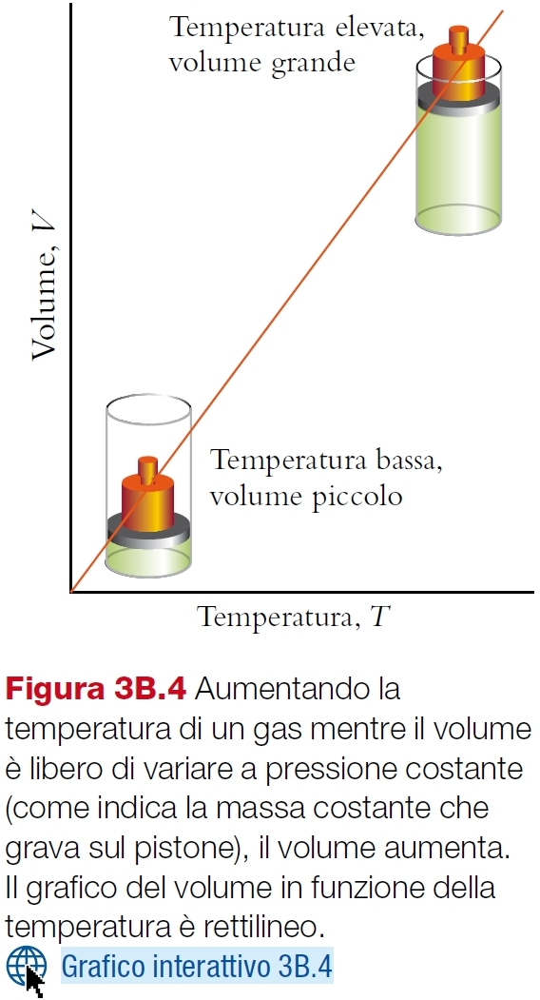 Temperatura elevata,
volume grande
Volume, V
Temperatura bassa,
volume piccolo
Temperatura, T
Figura 3B.4 Aumentando la
temperatura di un gas mentre il volume
è libero di variare a pressione costante
(come indica la massa costante che
grava sul pistone), il volume aumenta.
Il grafico del volume in funzione della
temperatura è rettilineo.
Grafico interattivo 3B.4